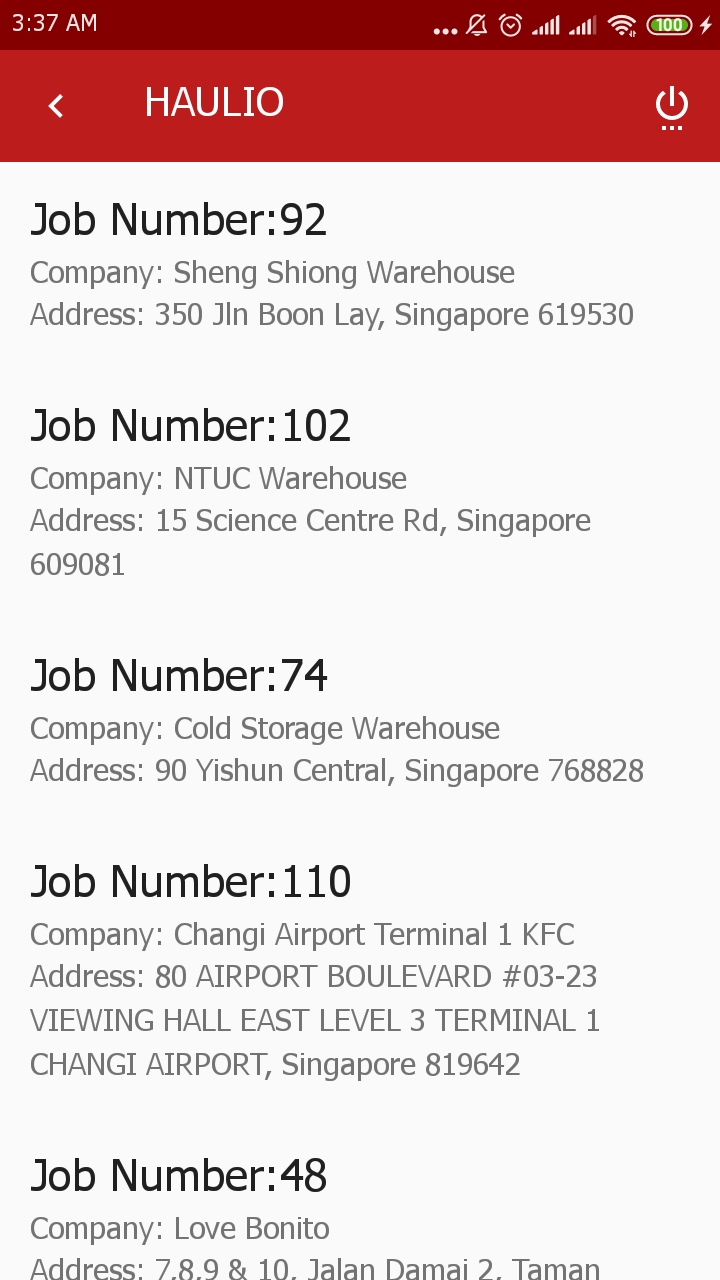 3:37 AM
100
HAULIO
Job Number:92
Company: Sheng Shiong Warehouse
Address: 350 Jln Boon Lay, Singapore 619530
Job Number:102
Company: NTUC Warehouse
Address: 15 Science Centre Rd, Singapore
609081
Job Number:74
Company: Cold Storage Warehouse
Address: 90 Yishun Central, Singapore 768828
Job Number:110
Company: Changi Airport Terminal 1 KFC
Address: 80 AIRPORT BOULEVARD #03-23
VIEWING HALL EAST LEVEL 3 TERMINAL 1
CHANGI AIRPORT, Singapore 819642
Job Number:48
Company: Love Bonito
Address: 7,8,9 & 10, Jalan Damai 2, Taman